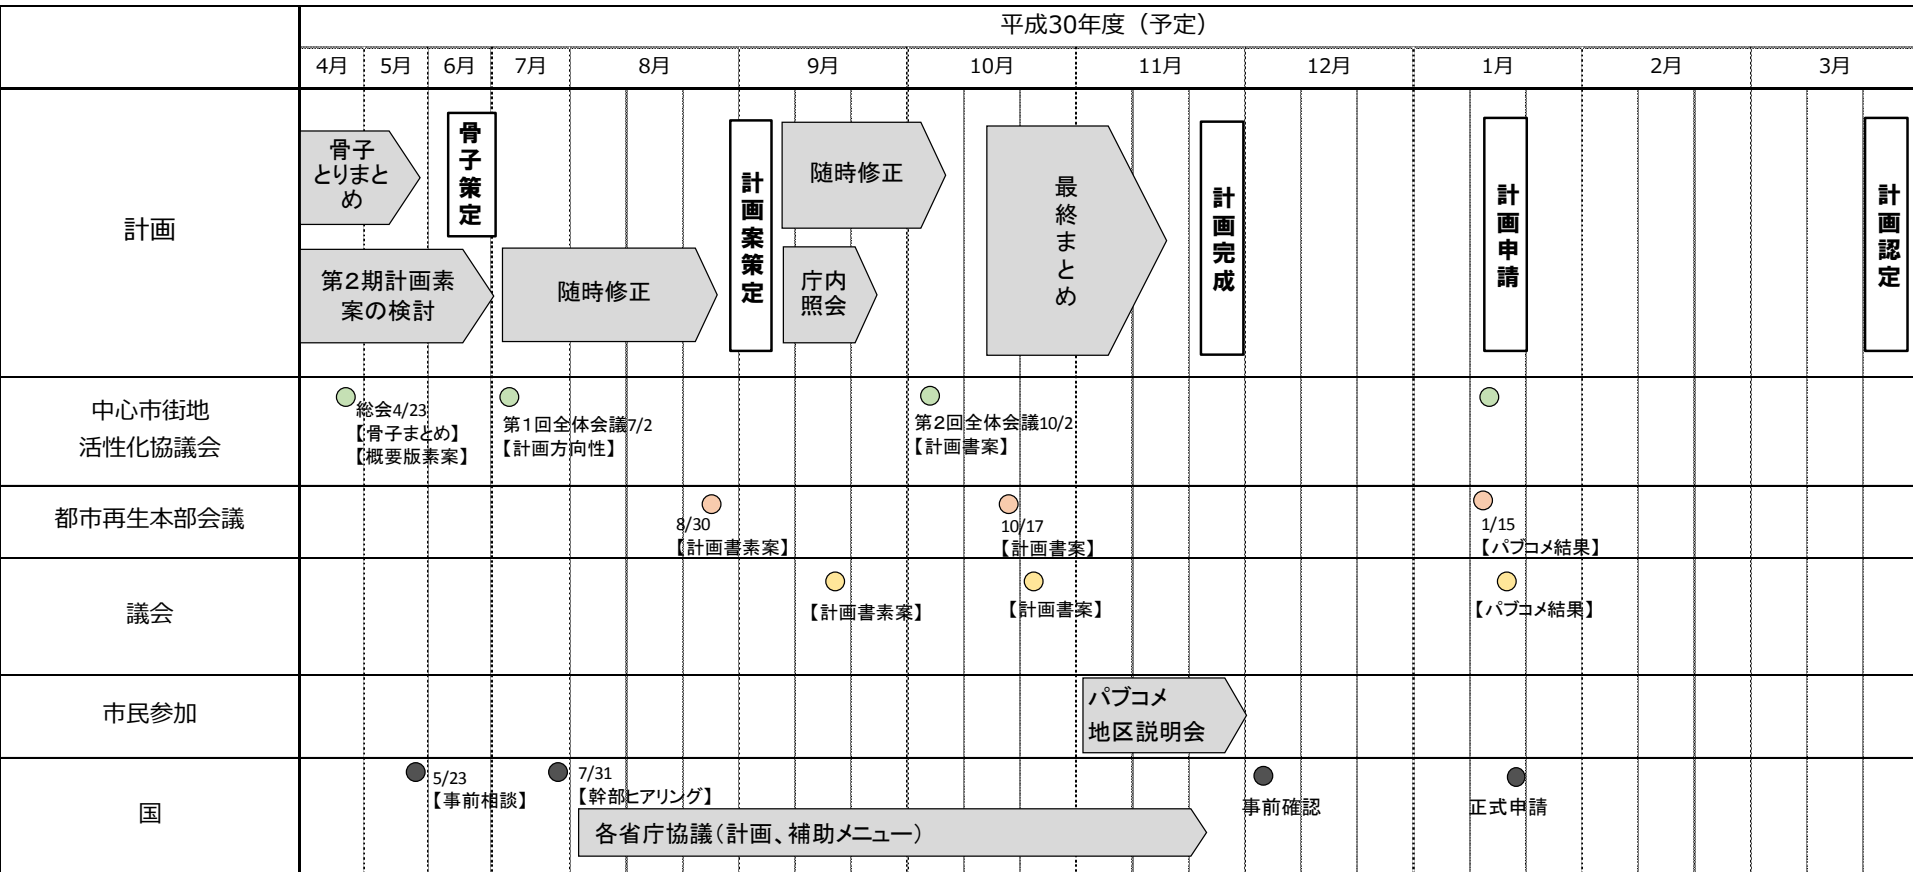 平成30年度（予定）
4月 5月 6月 7月 8月 9月 10月 11月 12月 1月 2月 3月
計画
骨子
とりまと
め
骨子策定
第２期計画素
案の検討
随時修正
計画案策定
随時修正
庁内
照会
最終まとめ
計画完成
計画申請
計画認定
中心市街地
活性化協議会
総会4/23
【骨子まとめ】
【概要版素案】
第１回全体会議7/2
【計画方向性】
第２回全体会議10/2
【計画書案】
都市再生本部会議
8/30
【計画書素案】
10/17
【計画書案】
1/15
【パブコメ結果】
議会
【計画書素案】
【計画書案】
【パブコメ結果】
市民参加
パブコメ
地区説明会
国
5/23
【事前相談】
7/31
【幹部ヒアリング】
各省庁協議（計画、補助メニュー）
事前確認
正式申請